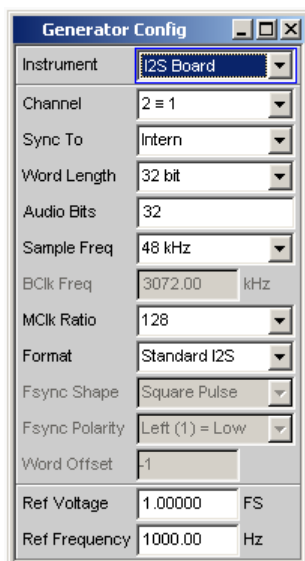 Generator Config
Instrument I2S Board
Channel 2 ≡ 1
Sync To Intern
Word Length 32 bit
Audio Bits 32
Sample Freq 48 kHz
BClk Freq 3072.00 kHz
MClk Ratio 128
Format Standard I2S
Fsync Shape Square Pulse
Fsync Polarity Left (1) = Low
Word Offset -1
Ref Voltage 1.00000 FS
Ref Frequency 1000.00 Hz